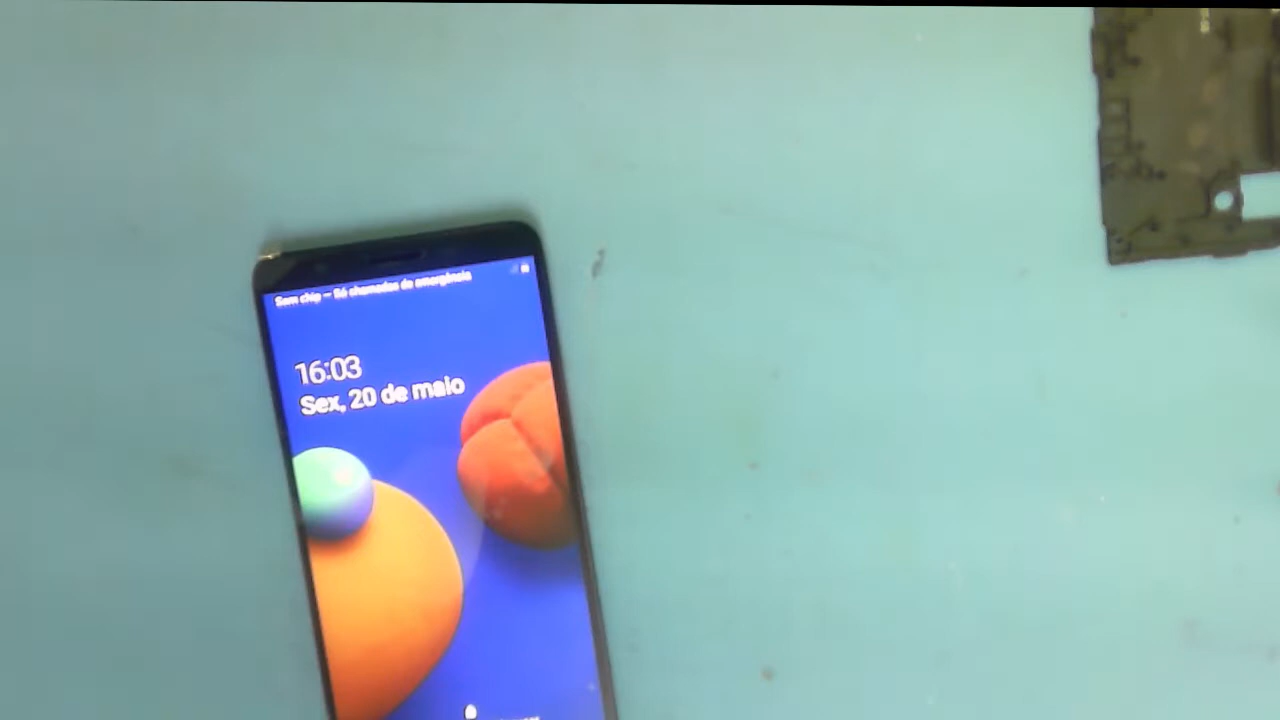 Sem chip – Só chamadas de emergência
16:03
Sex, 20 de maio